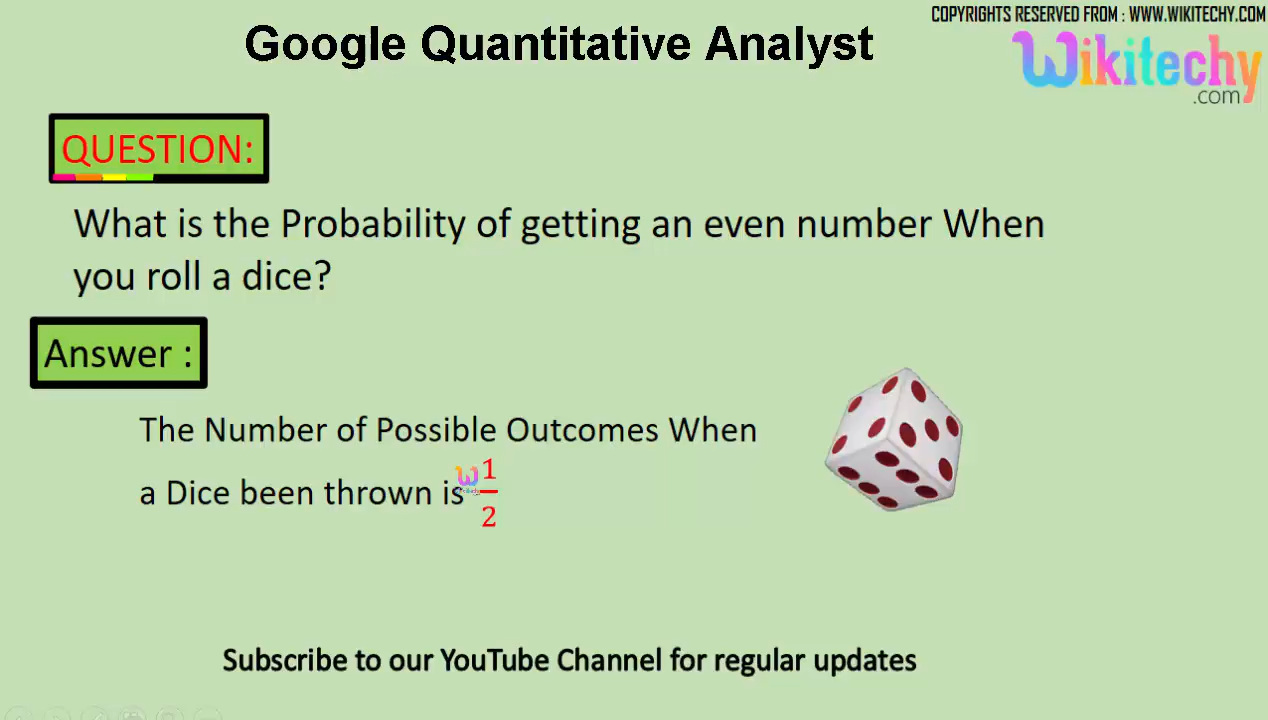 COPYRIGHTS RESERVED FROM : WWW.WIKITECHY.COM
Google Quantitative Analyst
Wikitechy
.com
QUESTION:
What is the Probability of getting an even number When
you roll a dice?
Answer :
The Number of Possible Outcomes When
a Dice been thrown is 1/2
Subscribe to our YouTube Channel for regular updates